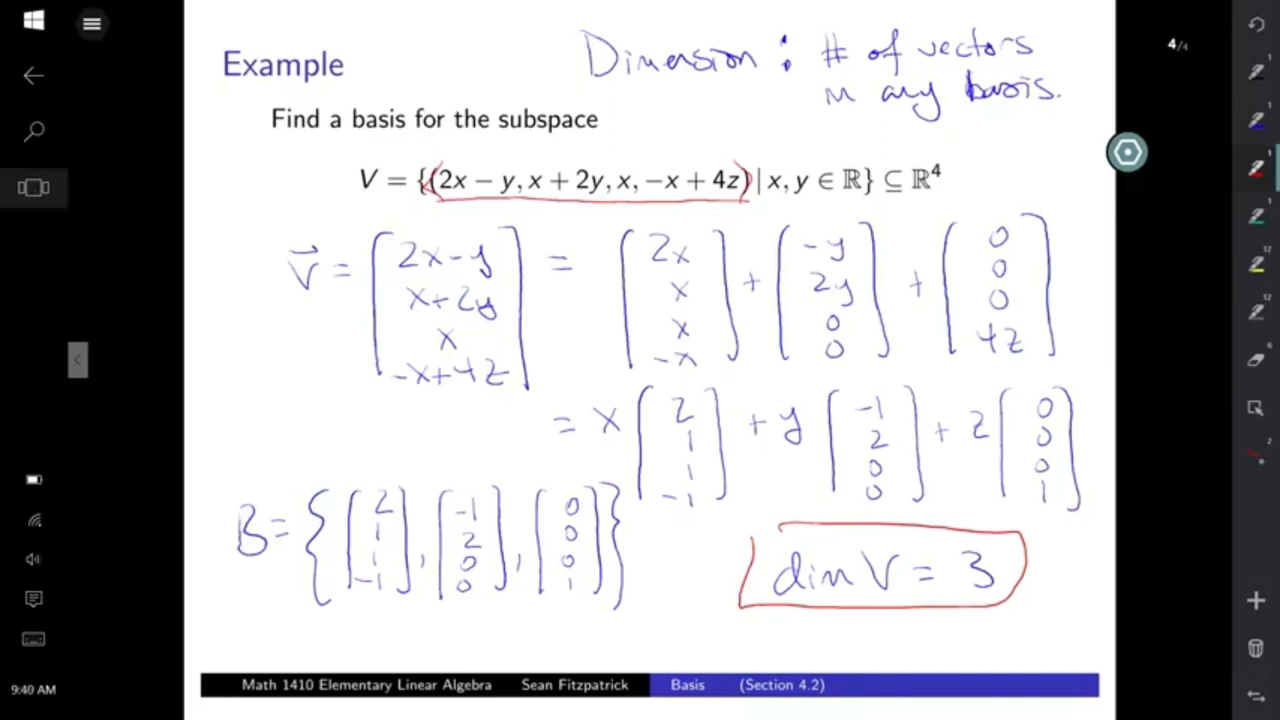 Dimension : # of vectors
in any basis.
4/4
Example
Find a basis for the subspace
V = {(2x − y, x + 2y, x, −x + 4z) | x, y ∈ ℝ} ⊆ ℝ⁴
v⃗ = [2x-y  x+2y  x  -x+4z] = [2x  x  x  -x] + [-y  2y  0  0] + [0  0  0  4z]
= x [2  1  1  -1] + y [-1  2  0  0] + z [0  0  0  1]
B = { [2  1  1  -1], [-1  2  0  0], [0  0  0  1] }
dim V = 3
Math 1410 Elementary Linear Algebra Sean Fitzpatrick Basis (Section 4.2)
9:40 AM